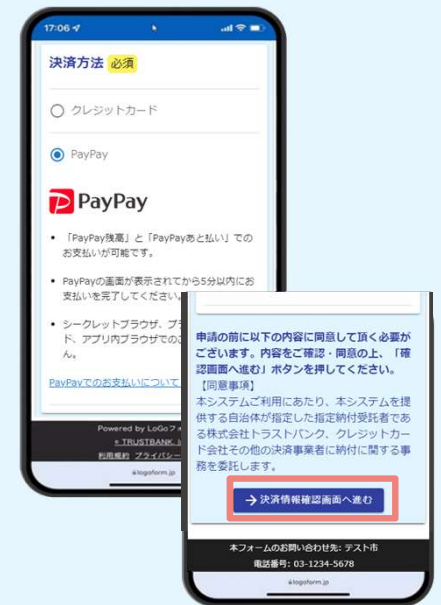 17:06
決済方法 必須
クレジットカード
PayPay
PayPay
• 「PayPay残高」と「PayPayあと払い」での
お支払いが可能です。
• PayPayの画面が表示されてから5分以内にお
支払いを完了してください。
• シークレットブラウザ、プラ
ド、アプリ内ブラウザでのご
ん。
PayPayでのお支払いについて
Powered by LoGoフォ
TRUSTBANK, i
利用規約 プライバシー
logoform.jp
申請の前に以下の内容に同意して頂く必要が
ございます。内容をご確認・同意の上、「確
認画面へ進む」ボタンを押してください。
【同意事項】
本システムご利用にあたり、本システムを提
供する自治体が指定した指定納付受託者であ
る株式会社トラストバンク、クレジットカー
ド会社その他の決済事業者に納付に関する事
務を委託します。
→決済情報確認画面へ進む
本フォームのお問い合わせ先: テスト市
電話番号: 03-1234-5678
logoform.jp